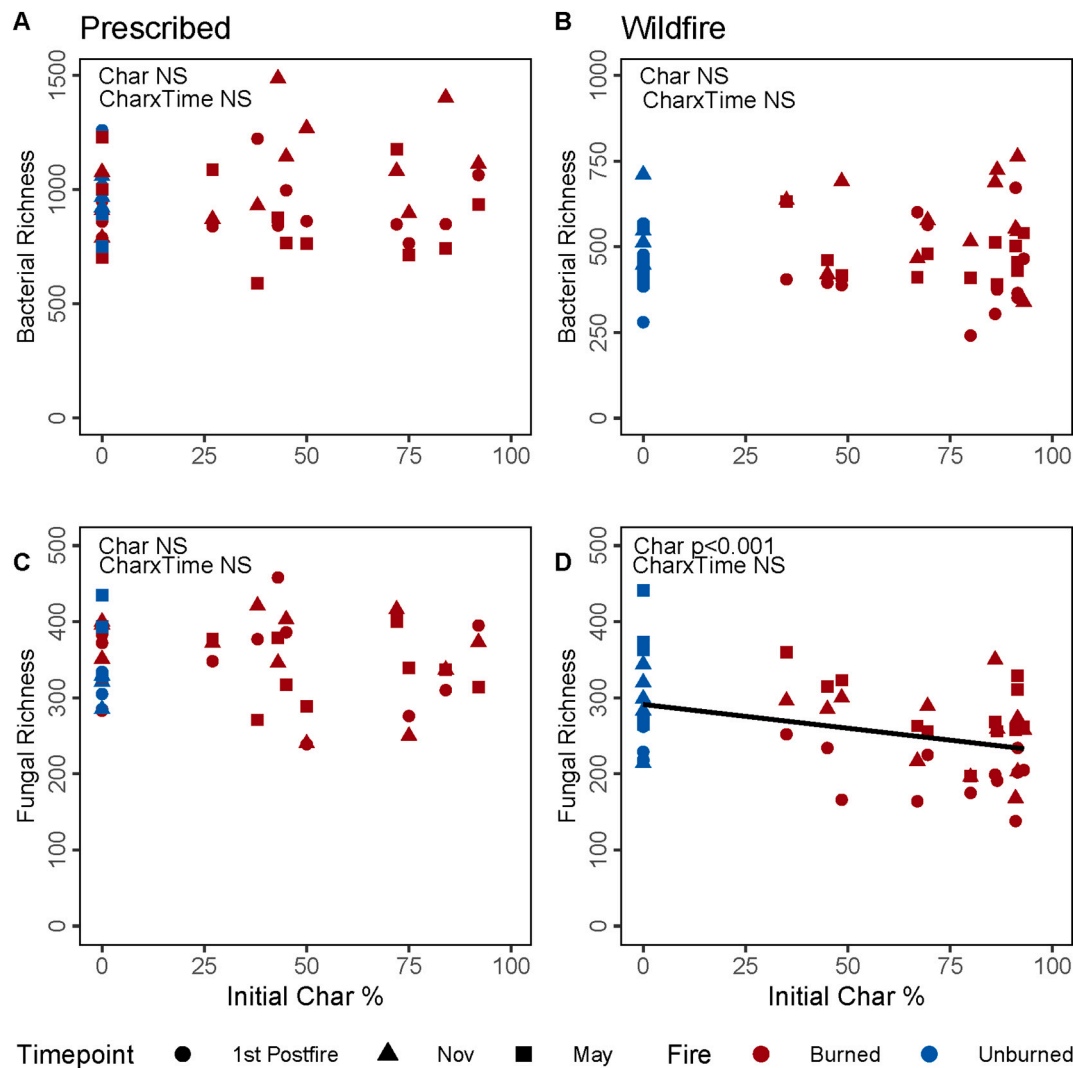 A Prescribed
Char NS
CharxTime NS
1500
1000
500
0
Bacterial Richness
0 25 50 75 100
B Wildfire
Char NS
CharxTime NS
1000
750
500
250
0
Bacterial Richness
0 25 50 75 100
C
Char NS
CharxTime NS
500
400
300
200
100
0
Fungal Richness
0 25 50 75 100
Initial Char %
D
Char p<0.001
CharxTime NS
500
400
300
200
100
0
Fungal Richness
0 25 50 75 100
Initial Char %
Timepoint 1st Postfire Nov May Fire Burned Unburned